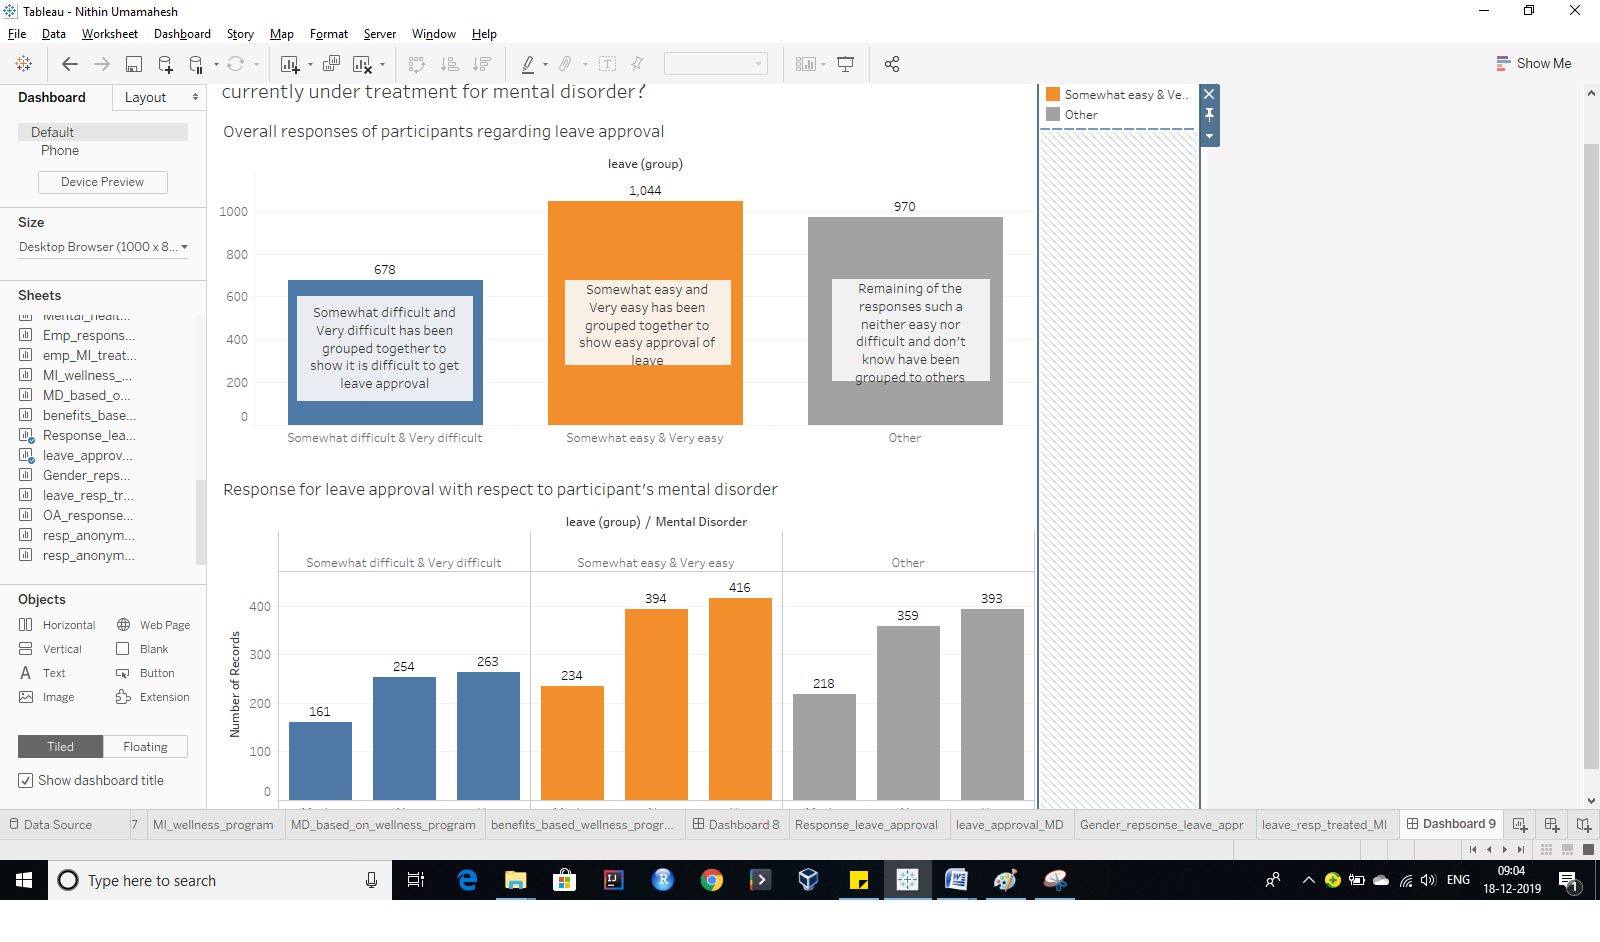 Tableau - Nithin Umamahesh
File Data Worksheet Dashboard Story Map Format Server Window Help
Show Me
Dashboard Layout
Default
Phone
Device Preview
Size
Desktop Browser (1000 x 8...
Sheets
Mental_healt...
Emp_respons...
emp_MI_treat...
MI_wellness_...
MD_based_o...
benefits_base...
Response_lea...
leave_approv...
Gender_reps...
leave_resp_tr...
OA_response...
resp_anonym...
resp_anonym...
Objects
Horizontal Web Page
Vertical Blank
Text Button
Image Extension
Tiled Floating
Show dashboard title
currently under treatment for mental disorder?
Overall responses of participants regarding leave approval
leave (group)
1000
800
600
400
200
0
678
1,044
970
Somewhat difficult and
Very difficult has been
grouped together to
show it is difficult to get
leave approval
Somewhat easy and
Very easy has been
grouped together to
show easy approval of
leave
Remaining of the
responses such a
neither easy nor
difficult and don't
know have been
grouped to others
Somewhat difficult & Very difficult Somewhat easy & Very easy Other
Response for leave approval with respect to participant's mental disorder
leave (group) / Mental Disorder
Somewhat difficult & Very difficult Somewhat easy & Very easy Other
Number of Records
400
300
200
100
0
161 254 263
234 394 416
218 359 393
Somewhat easy & Ve..
Other
Data Source 7 MI_wellness_program MD_based_on_wellness_program benefits_based_wellness_progr... Dashboard 8 Response_leave_approval leave_approval_MD Gender_repsonse_leave_appr leave_resp_treated_MI Dashboard 9
Type here to search
ENG
09:04
18-12-2019
1